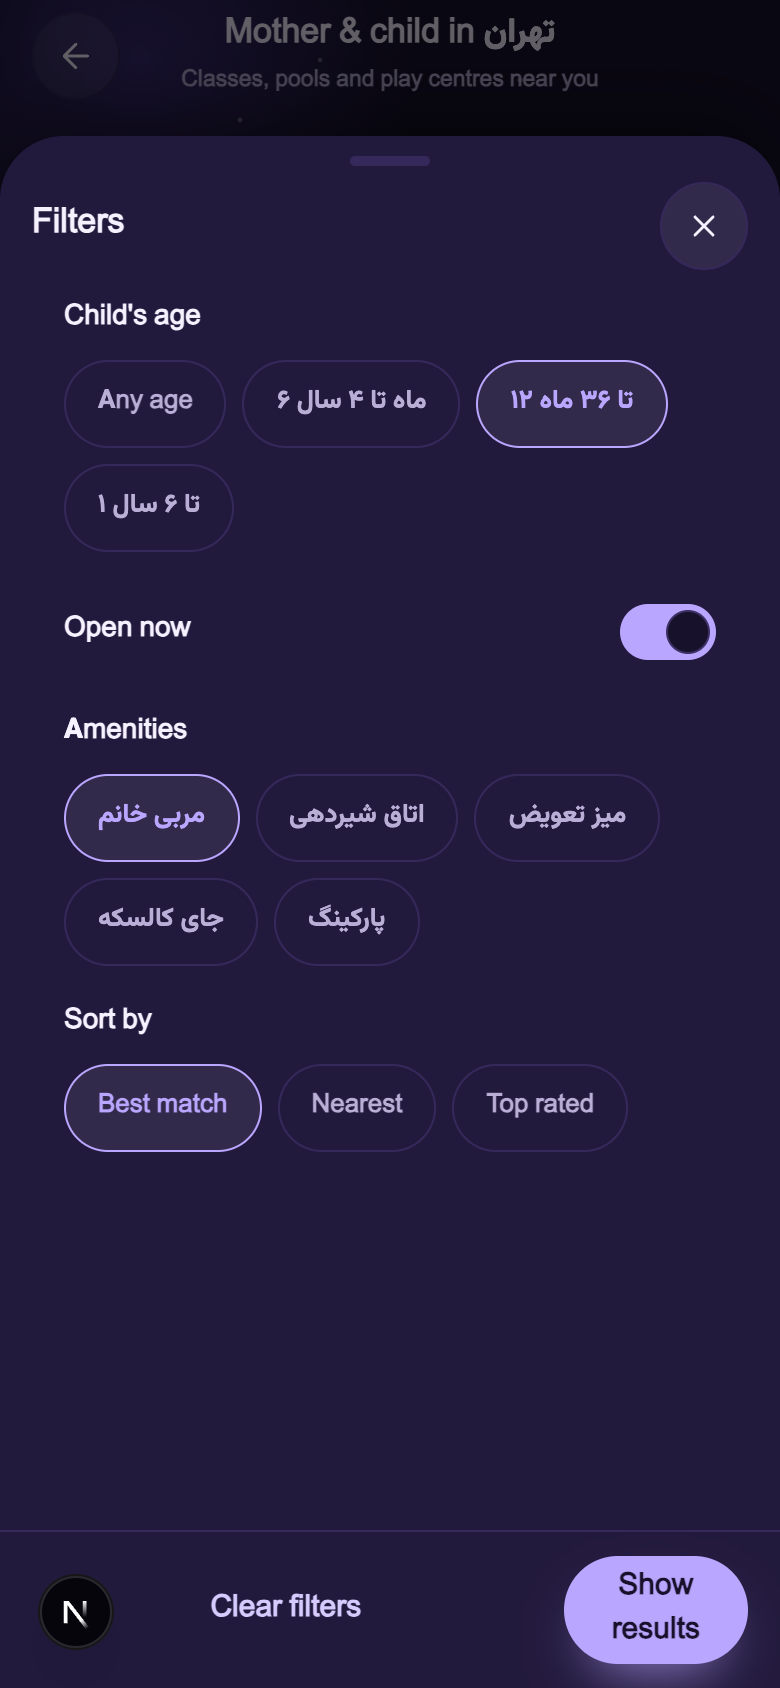 Mother & child in تهران
Classes, pools and play centres near you
Filters
Child's age
Any age
ماه تا ۴ سال ۶
تا ۳۶ ماه ۱۲
تا ۶ سال ۱
Open now
Amenities
مربی خانم
اتاق شیردهی
میز تعویض
جای کالسکه
پارکینگ
Sort by
Best match
Nearest
Top rated
N
Clear filters
Show
results